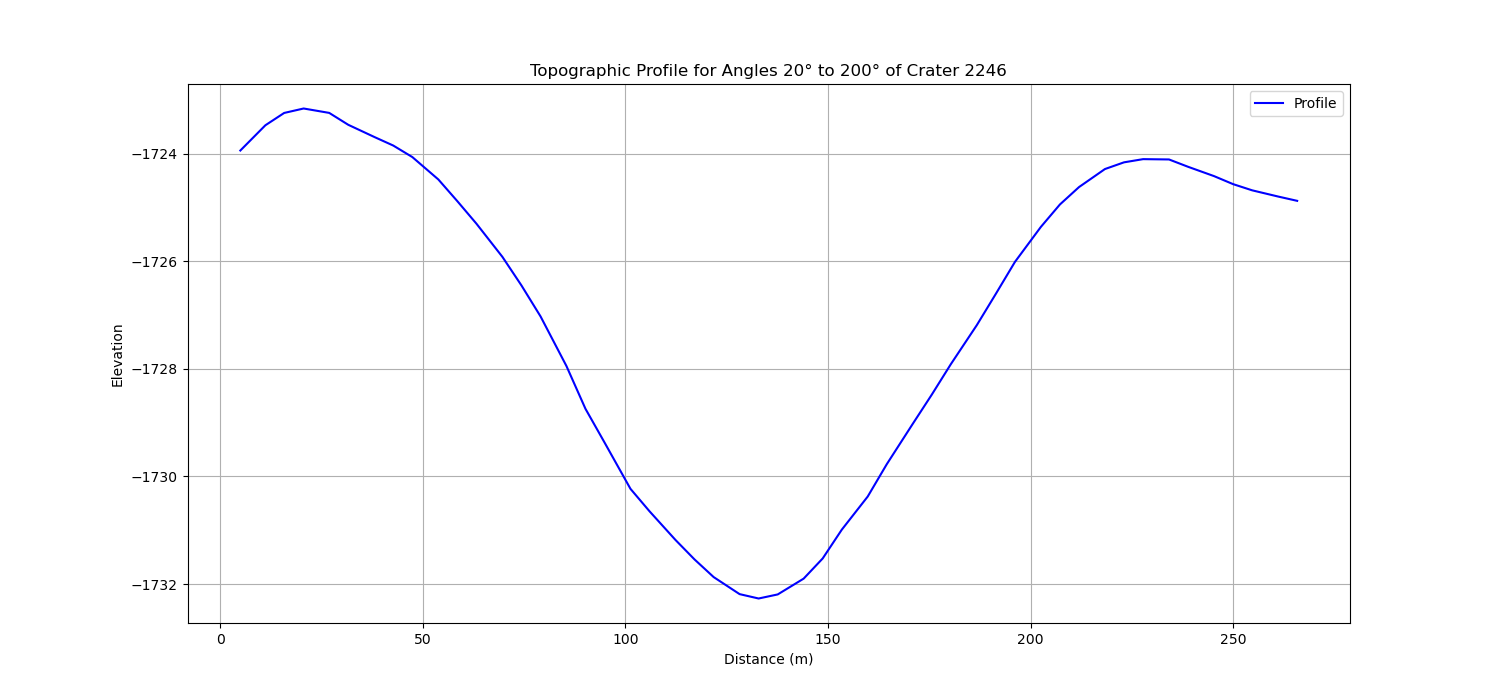 Topographic Profile for Angles 20° to 200° of Crater 2246
Profile
−1724
−1726
−1728
−1730
−1732
Elevation
0 50 100 150 200 250
Distance (m)